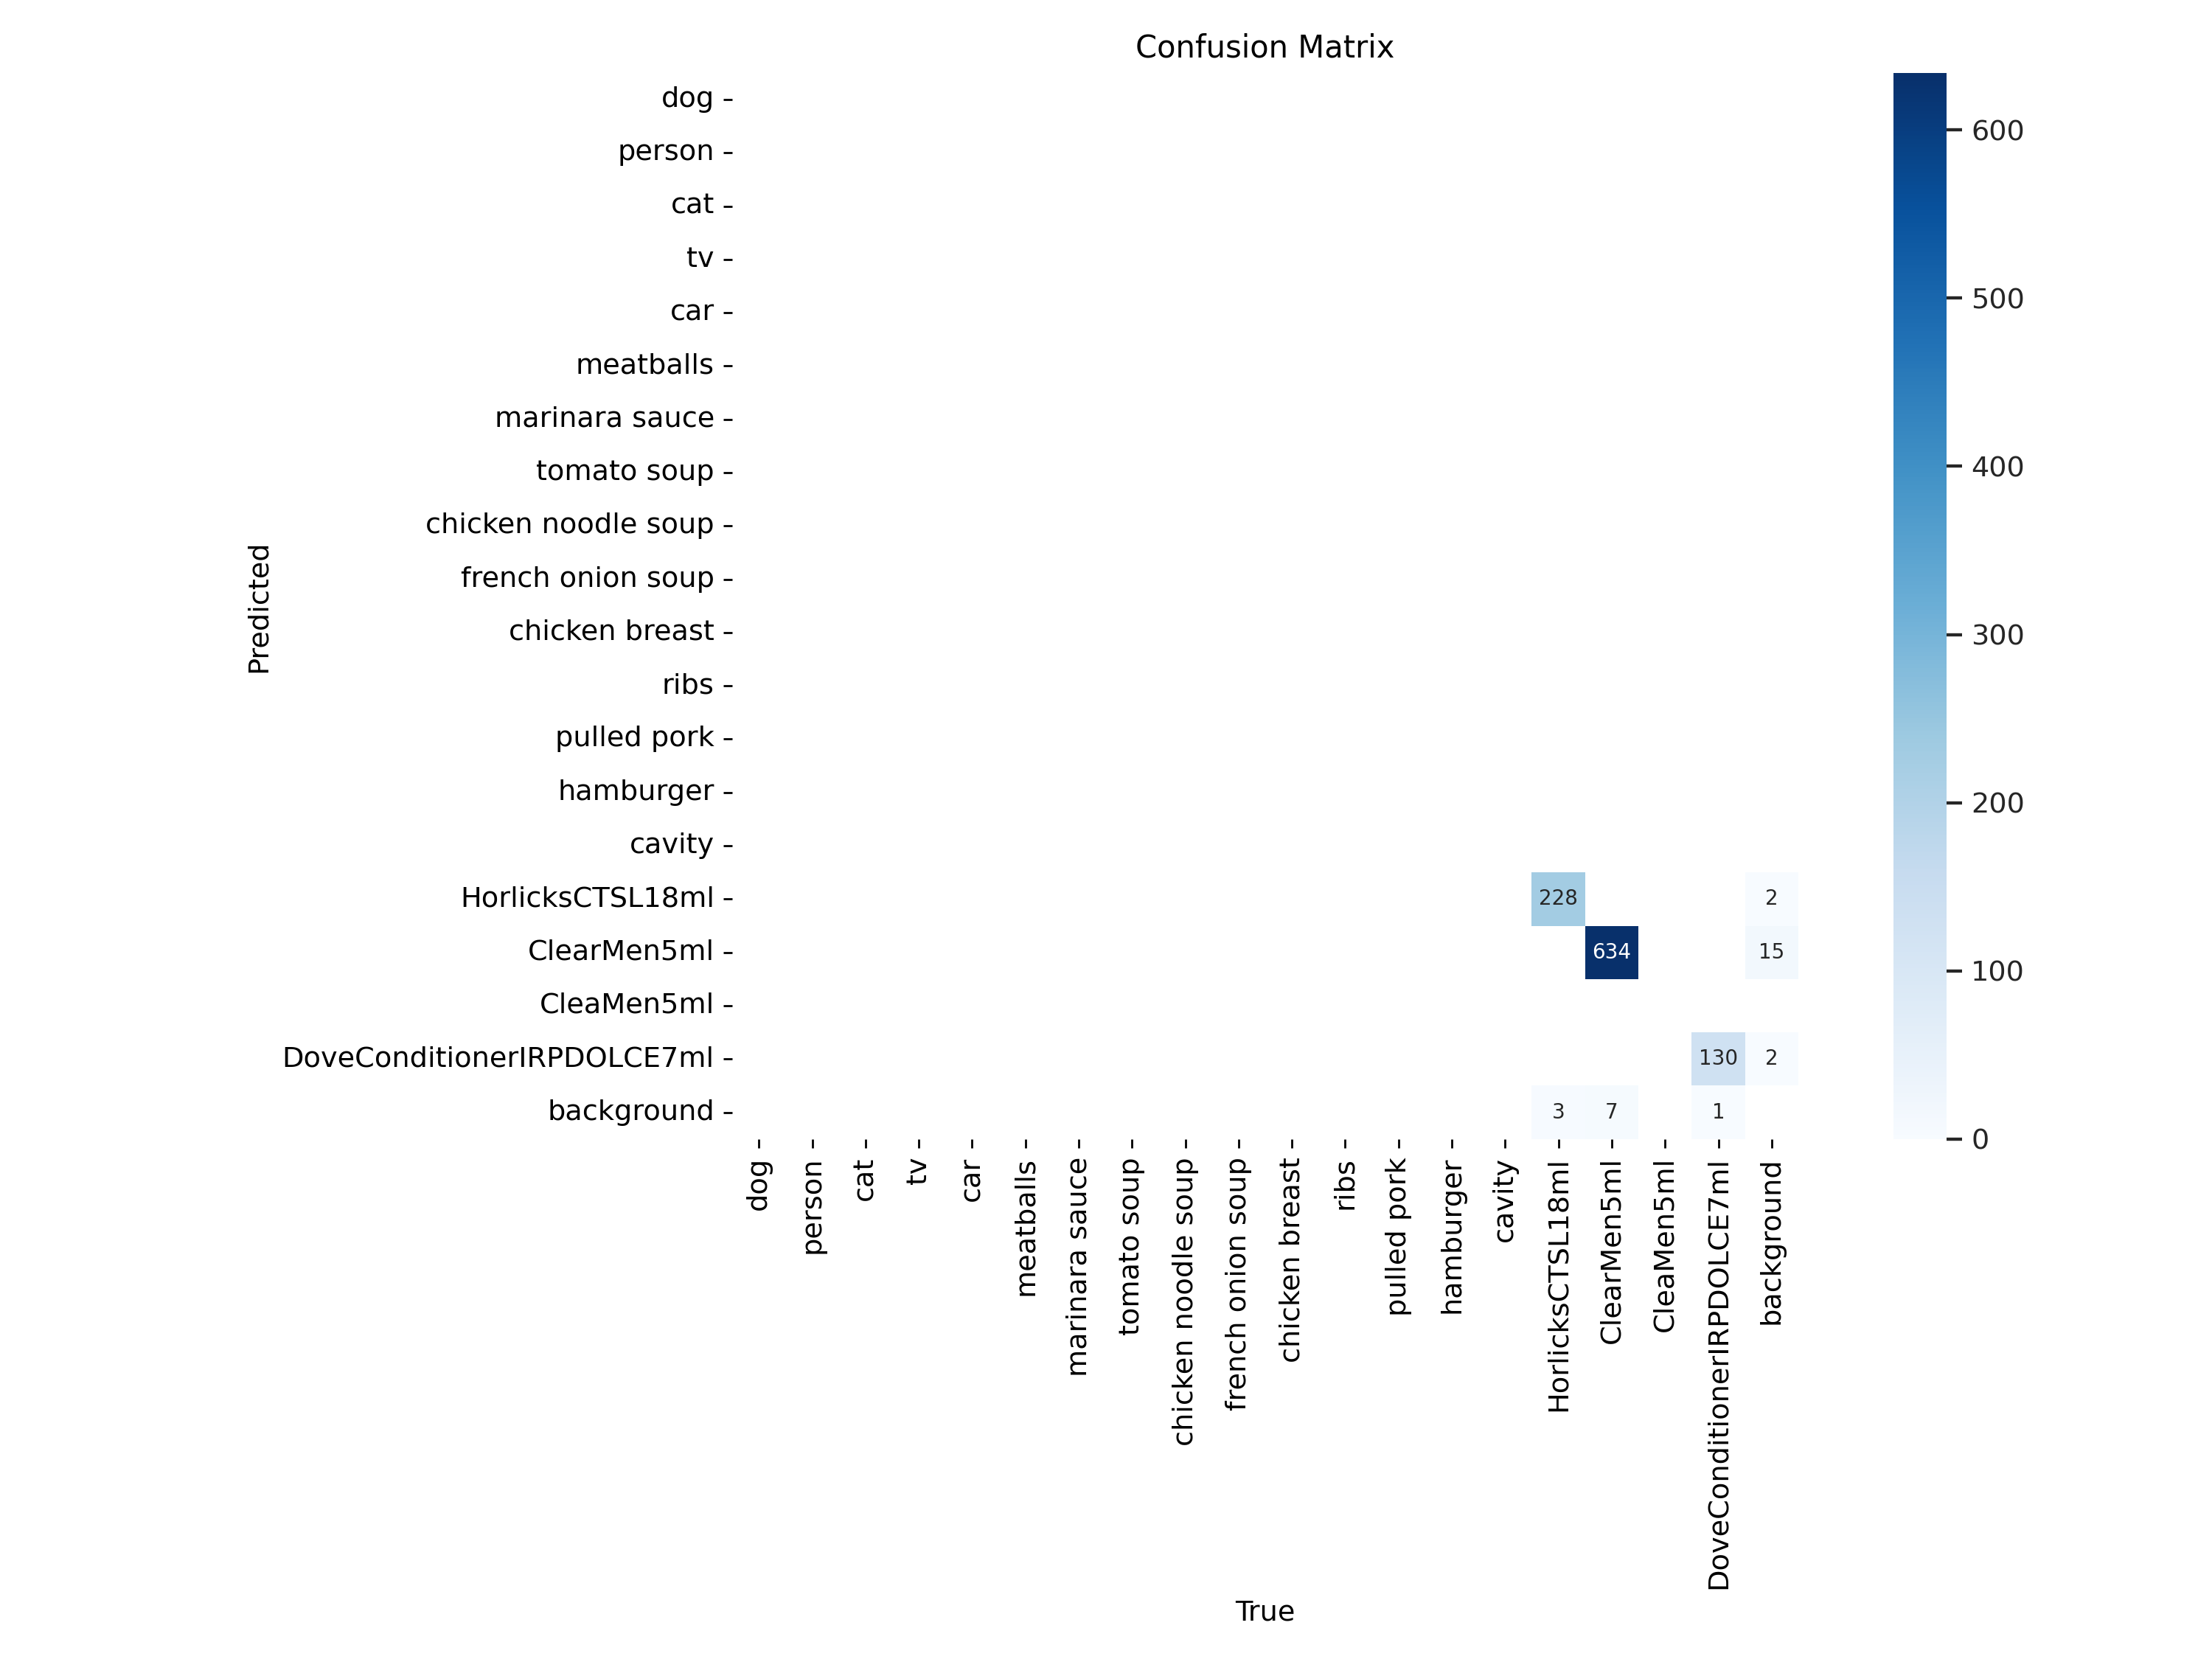 Confusion Matrix
dog
person
cat
tv
car
meatballs
marinara sauce
tomato soup
chicken noodle soup
french onion soup
chicken breast
ribs
pulled pork
hamburger
cavity
HorlicksCTSL18ml
228
2
ClearMen5ml
634
15
CleaMen5ml
DoveConditionerIRPDOLCE7ml
130
2
background
3
7
1
Predicted
dog
person
cat
tv
car
meatballs
marinara sauce
tomato soup
chicken noodle soup
french onion soup
chicken breast
ribs
pulled pork
hamburger
cavity
HorlicksCTSL18ml
ClearMen5ml
CleaMen5ml
DoveConditionerIRPDOLCE7ml
background
True
600
500
400
300
200
100
0